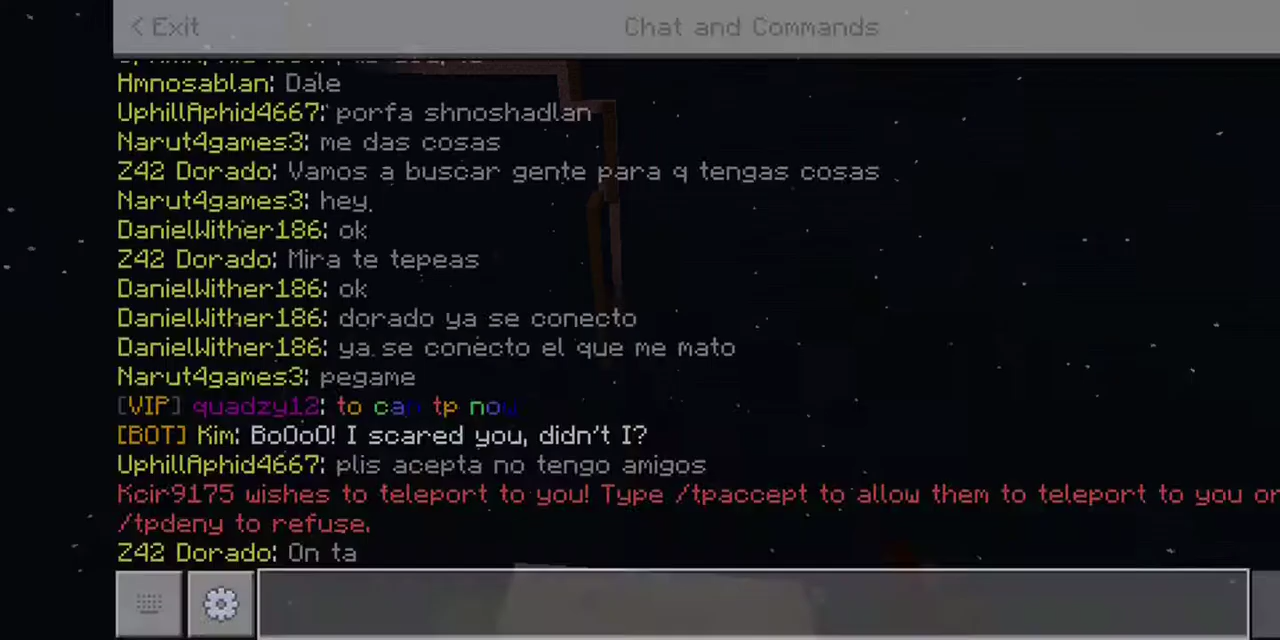 Exit
Chat and Commands
Hmnosablan: Dale
UphillAphid4667: porfa shnoshadlan
Narut4games3: me das cosas
Z42 Dorado: Vamos a buscar gente para q tengas cosas
Narut4games3: hey
DanielWither186: ok
Z42 Dorado: Mira te tepeas
DanielWither186: ok
DanielWither186: dorado ya se conecto
DanielWither186: ya se conecto el que me mato
Narut4games3: pegame
[VIP] quadzy12: to can tp now
[BOT] Kim: BoOoO! I scared you, didn't I?
UphillAphid4667: plis acepta no tengo amigos
Kcir9175 wishes to teleport to you! Type /tpaccept to allow them to teleport to you or
/tpdeny to refuse.
Z42 Dorado: On ta